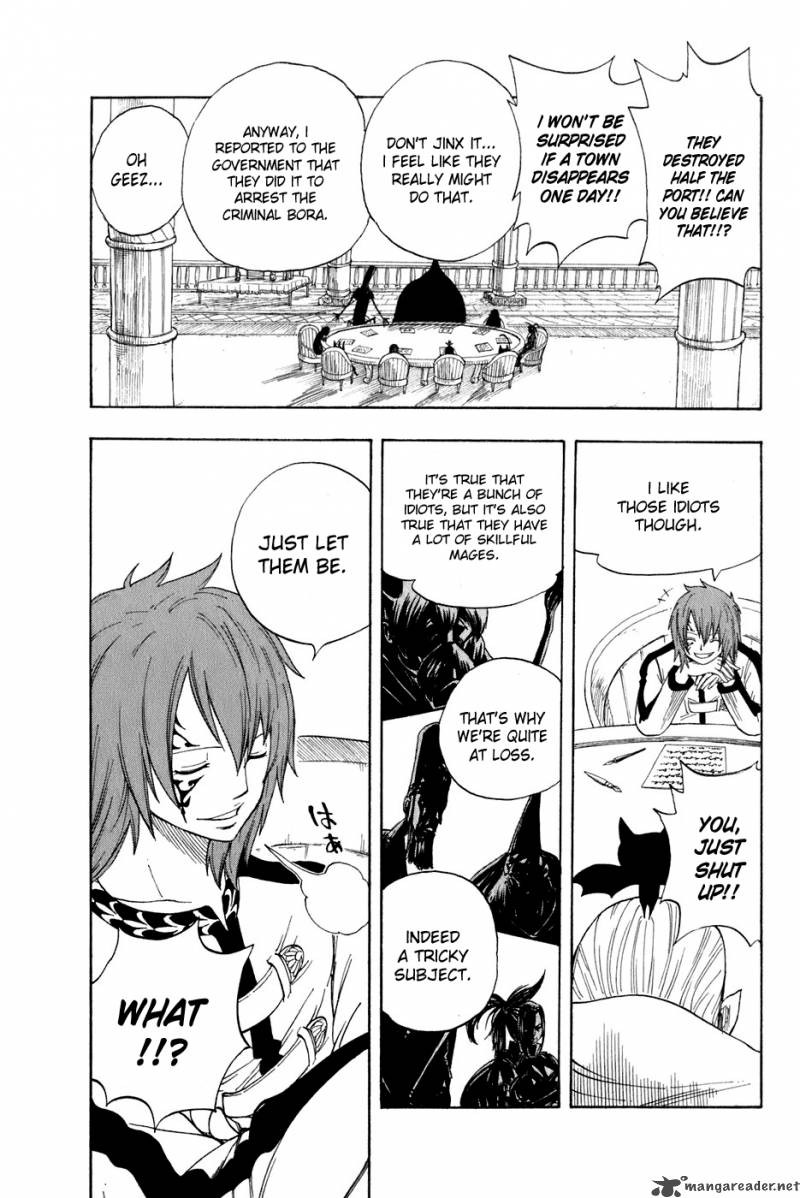 THEY
DESTROYED
HALF THE
PORT!! CAN
YOU BELIEVE
THAT!!?
I WON'T BE
SURPRISED
IF A TOWN
DISAPPEARS
ONE DAY!!
DON'T JINX IT...
I FEEL LIKE THEY
REALLY MIGHT
DO THAT.
ANYWAY, I
REPORTED TO THE
GOVERNMENT THAT
THEY DID IT TO
ARREST THE
CRIMINAL BORA.
OH
GEEZ...
I LIKE
THOSE IDIOTS
THOUGH.
YOU,
JUST
SHUT
UP!!
IT'S TRUE THAT
THEY'RE A BUNCH OF
IDIOTS, BUT IT'S ALSO
TRUE THAT THEY HAVE
A LOT OF SKILLFUL
MAGES.
THAT'S WHY
WE'RE QUITE
AT LOSS.
INDEED
A TRICKY
SUBJECT.
JUST LET
THEM BE.
はぁ
WHAT
!!?
mangareader.net